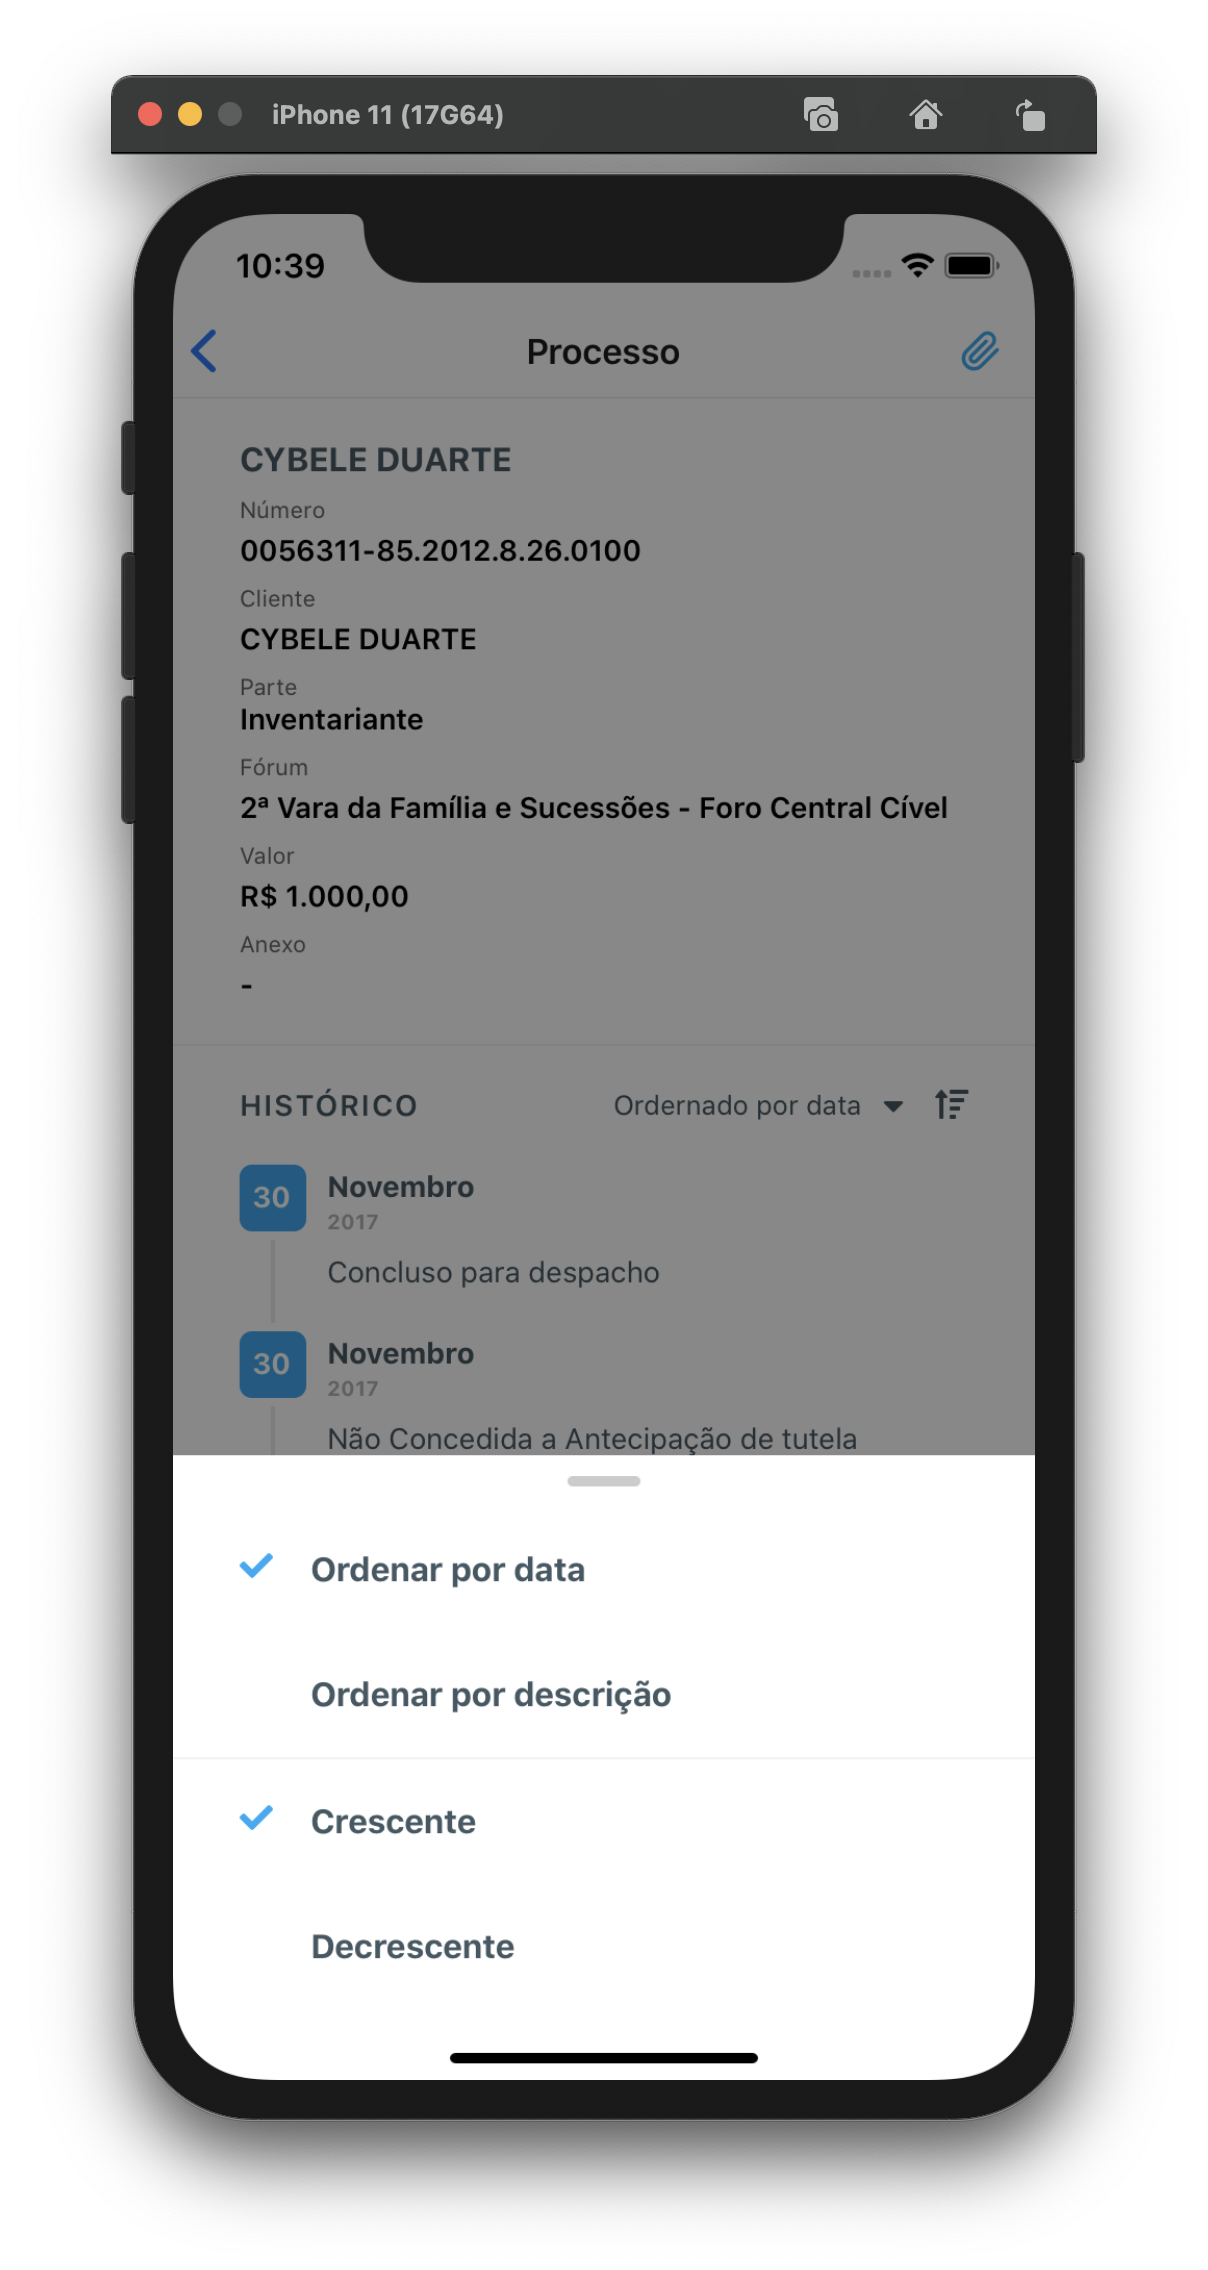 iPhone 11 (17G64)
10:39
Processo
CYBELE DUARTE
Número
0056311-85.2012.8.26.0100
Cliente
CYBELE DUARTE
Parte
Inventariante
Fórum
2ª Vara da Família e Sucessões - Foro Central Cível
Valor
R$ 1.000,00
Anexo
-
HISTÓRICO
Ordernado por data
30
Novembro
2017
Concluso para despacho
30
Novembro
2017
Não Concedida a Antecipação de tutela
Ordenar por data
Ordenar por descrição
Crescente
Decrescente